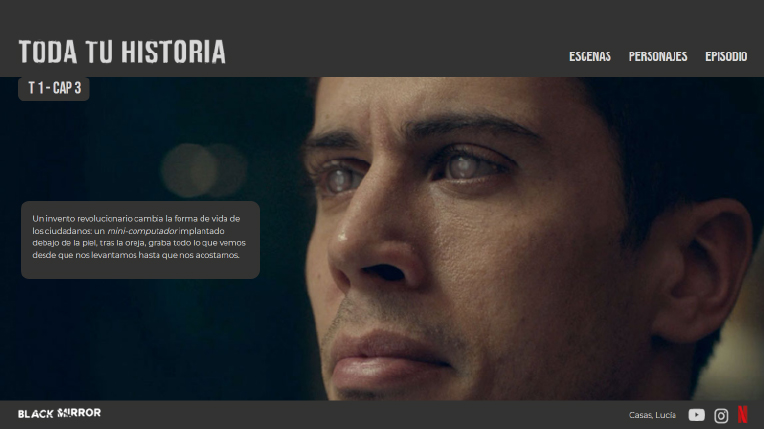 TODA TU HISTORIA
ESCENAS PERSONAJES EPISODIO
T 1 - CAP 3
Un invento revolucionario cambia la forma de vida de
los ciudadanos: un mini-computador implantado
debajo de la piel, tras la oreja, graba todo lo que vemos
desde que nos levantamos hasta que nos acostamos.
BLACK MIRROR
Casas, Lucía
N